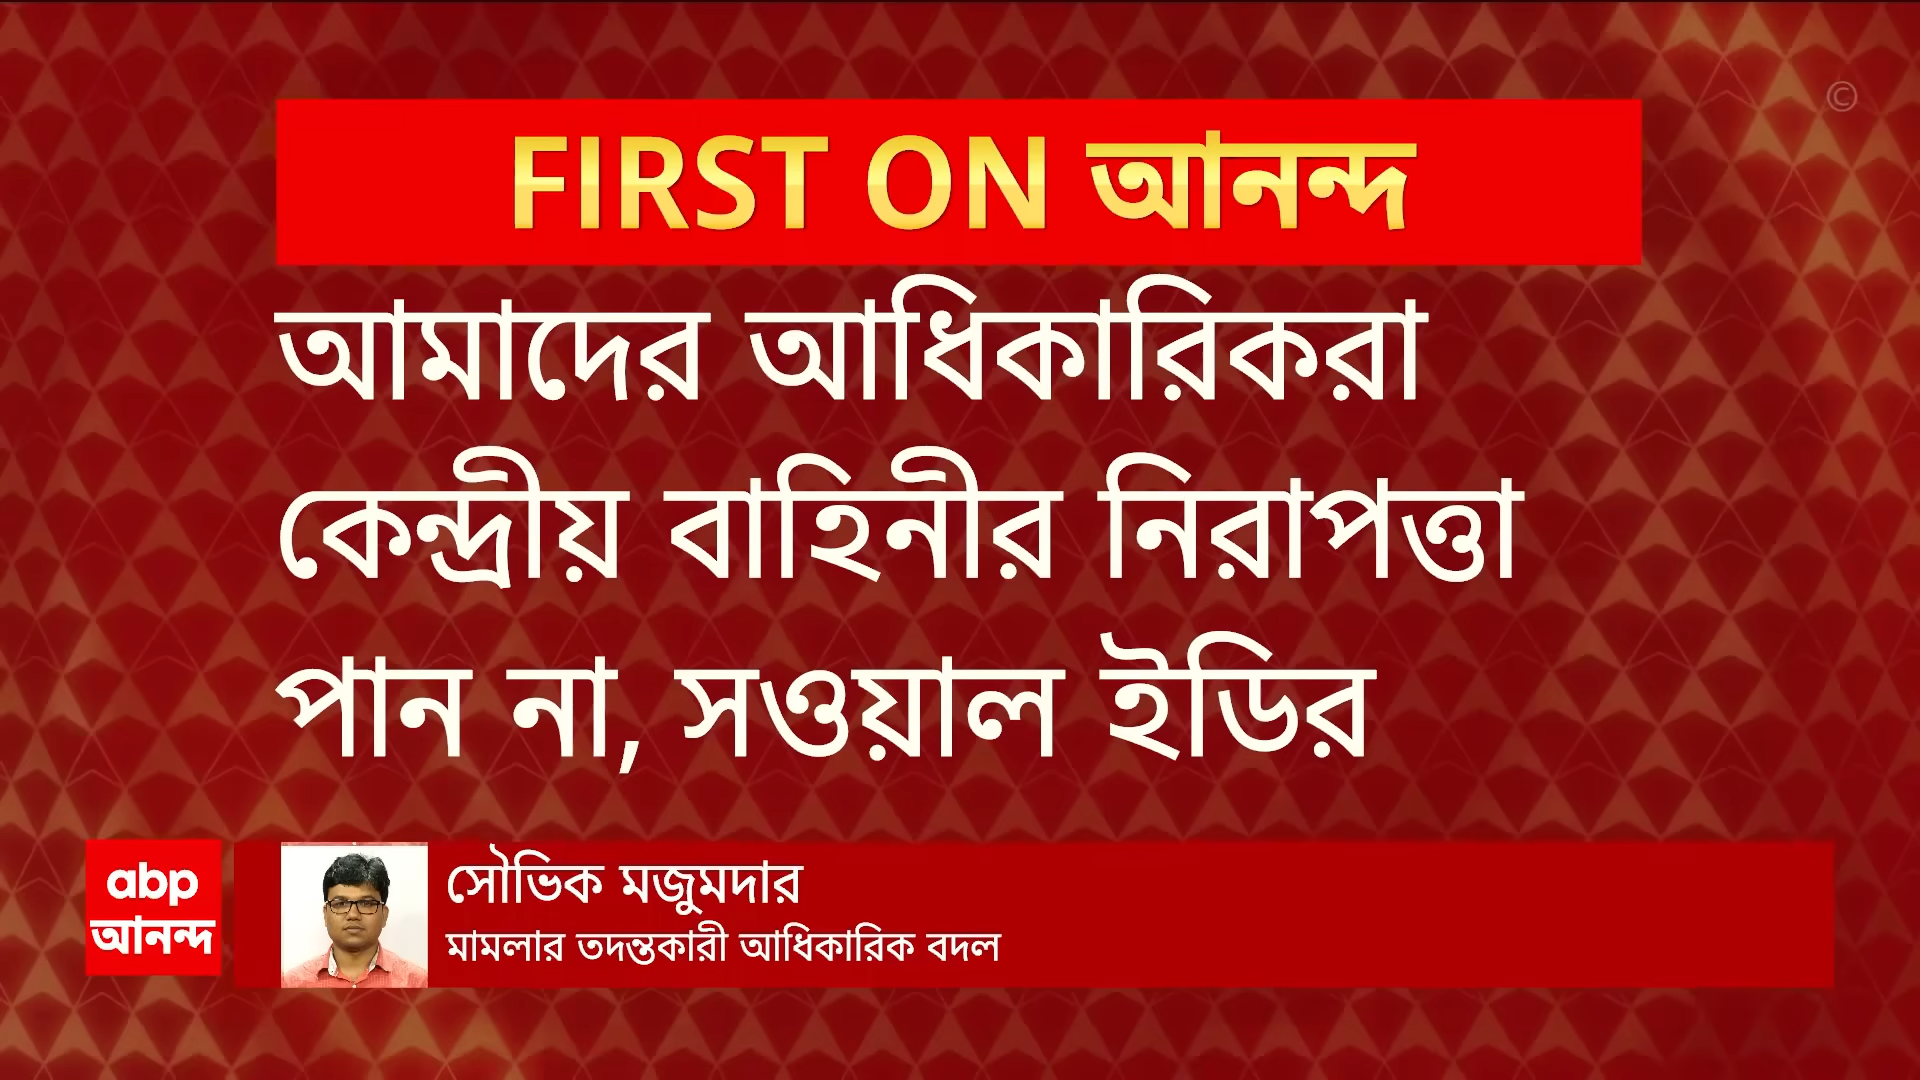 ©
FIRST ON আনন্দ
আমাদের আধিকারিকরা
কেন্দ্রীয় বাহিনীর নিরাপত্তা
পান না, সওয়াল ইডির
abp
আনন্দ
সৌভিক মজুমদার
মামলার তদন্তকারী আধিকারিক বদল